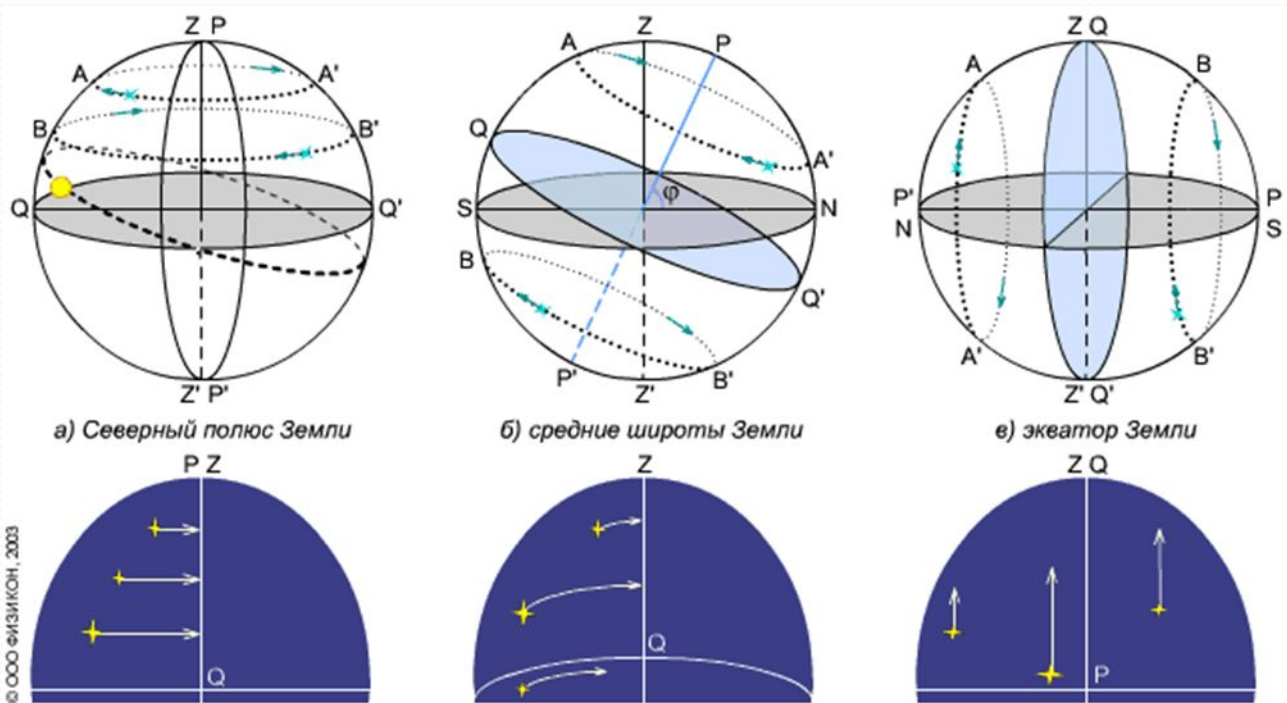 Z P
A A'
B B'
Q Q'
Z' P'
а) Северный полюс Земли
Z
A P
Q
A'
φ
S N
B
Q'
P' B'
Z'
б) средние широты Земли
Z Q
A B
P' P
N S
A' B'
Z' Q'
в) экватор Земли
P Z
Q
Z
Q
Z Q
P
© ООО ФИЗИКОН, 2003